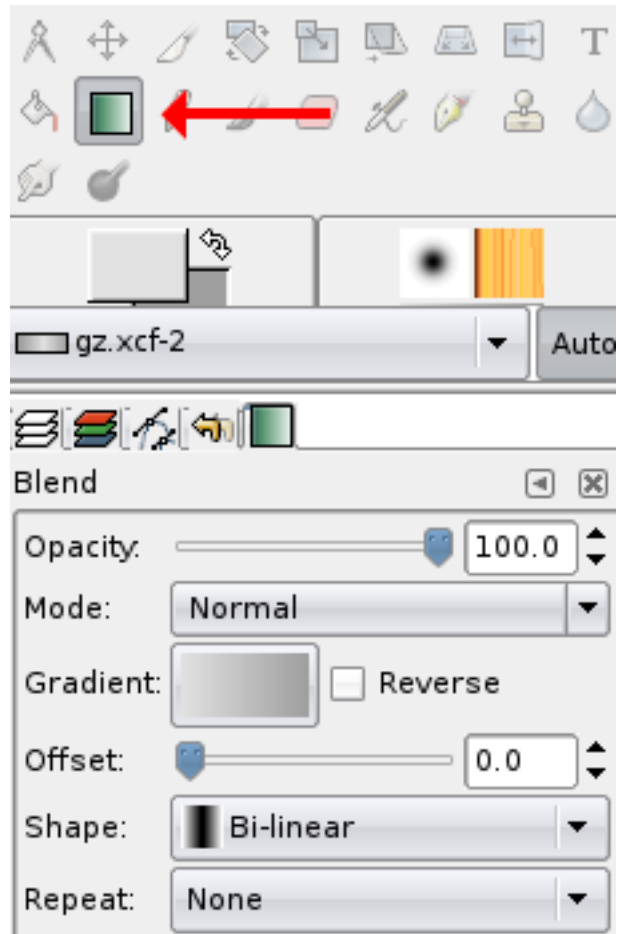 T
gz.xcf-2
Auto
Blend
Opacity: 100.0
Mode: Normal
Gradient: Reverse
Offset: 0.0
Shape: Bi-linear
Repeat: None